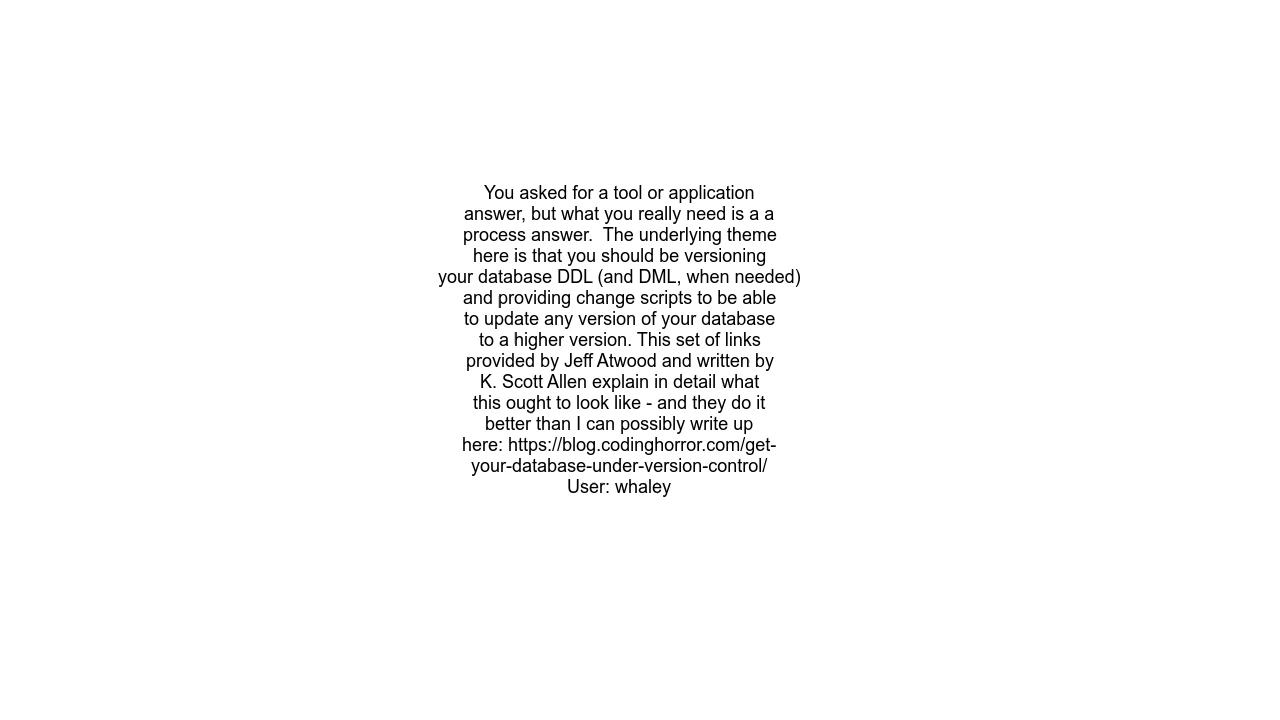 You asked for a tool or application
answer, but what you really need is a a
process answer.  The underlying theme
here is that you should be versioning
your database DDL (and DML, when needed)
and providing change scripts to be able
to update any version of your database
to a higher version. This set of links
provided by Jeff Atwood and written by
K. Scott Allen explain in detail what
this ought to look like - and they do it
better than I can possibly write up
here: https://blog.codinghorror.com/get-
your-database-under-version-control/
User: whaley